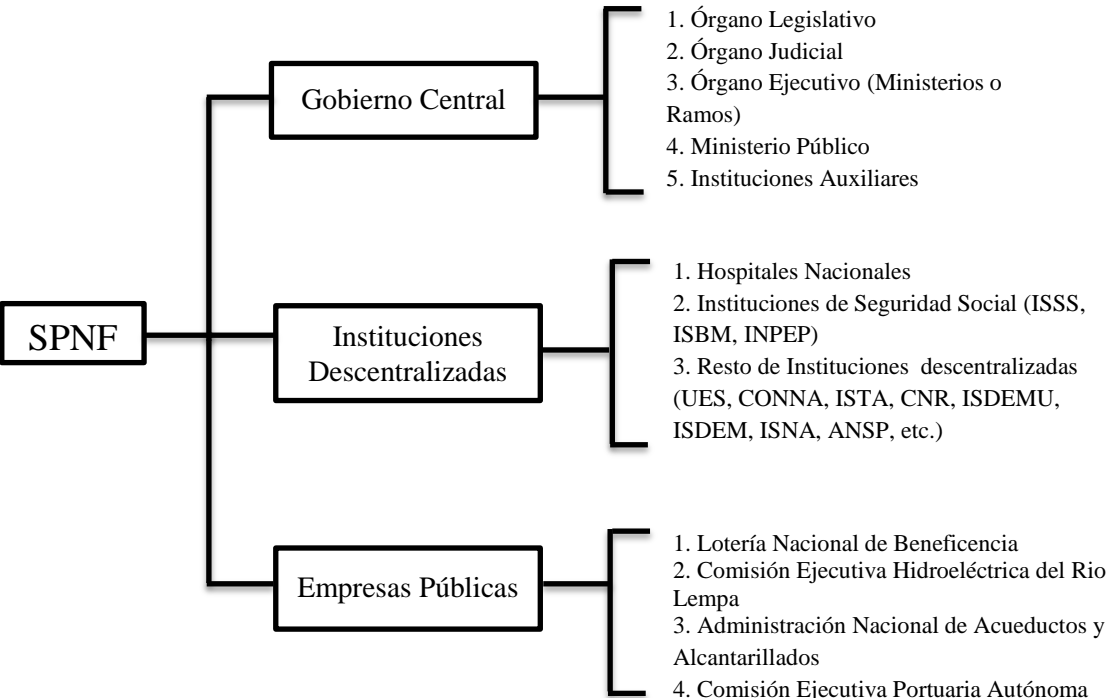 1. Órgano Legislativo
2. Órgano Judicial
3. Órgano Ejecutivo (Ministerios o
Ramos)
4. Ministerio Público
5. Instituciones Auxiliares
Gobierno Central
SPNF
Instituciones
Descentralizadas
1. Hospitales Nacionales
2. Instituciones de Seguridad Social (ISSS,
ISBM, INPEP)
3. Resto de Instituciones descentralizadas
(UES, CONNA, ISTA, CNR, ISDEMU,
ISDEM, ISNA, ANSP, etc.)
Empresas Públicas
1. Lotería Nacional de Beneficencia
2. Comisión Ejecutiva Hidroeléctrica del Rio
Lempa
3. Administración Nacional de Acueductos y
Alcantarillados
4. Comisión Ejecutiva Portuaria Autónoma